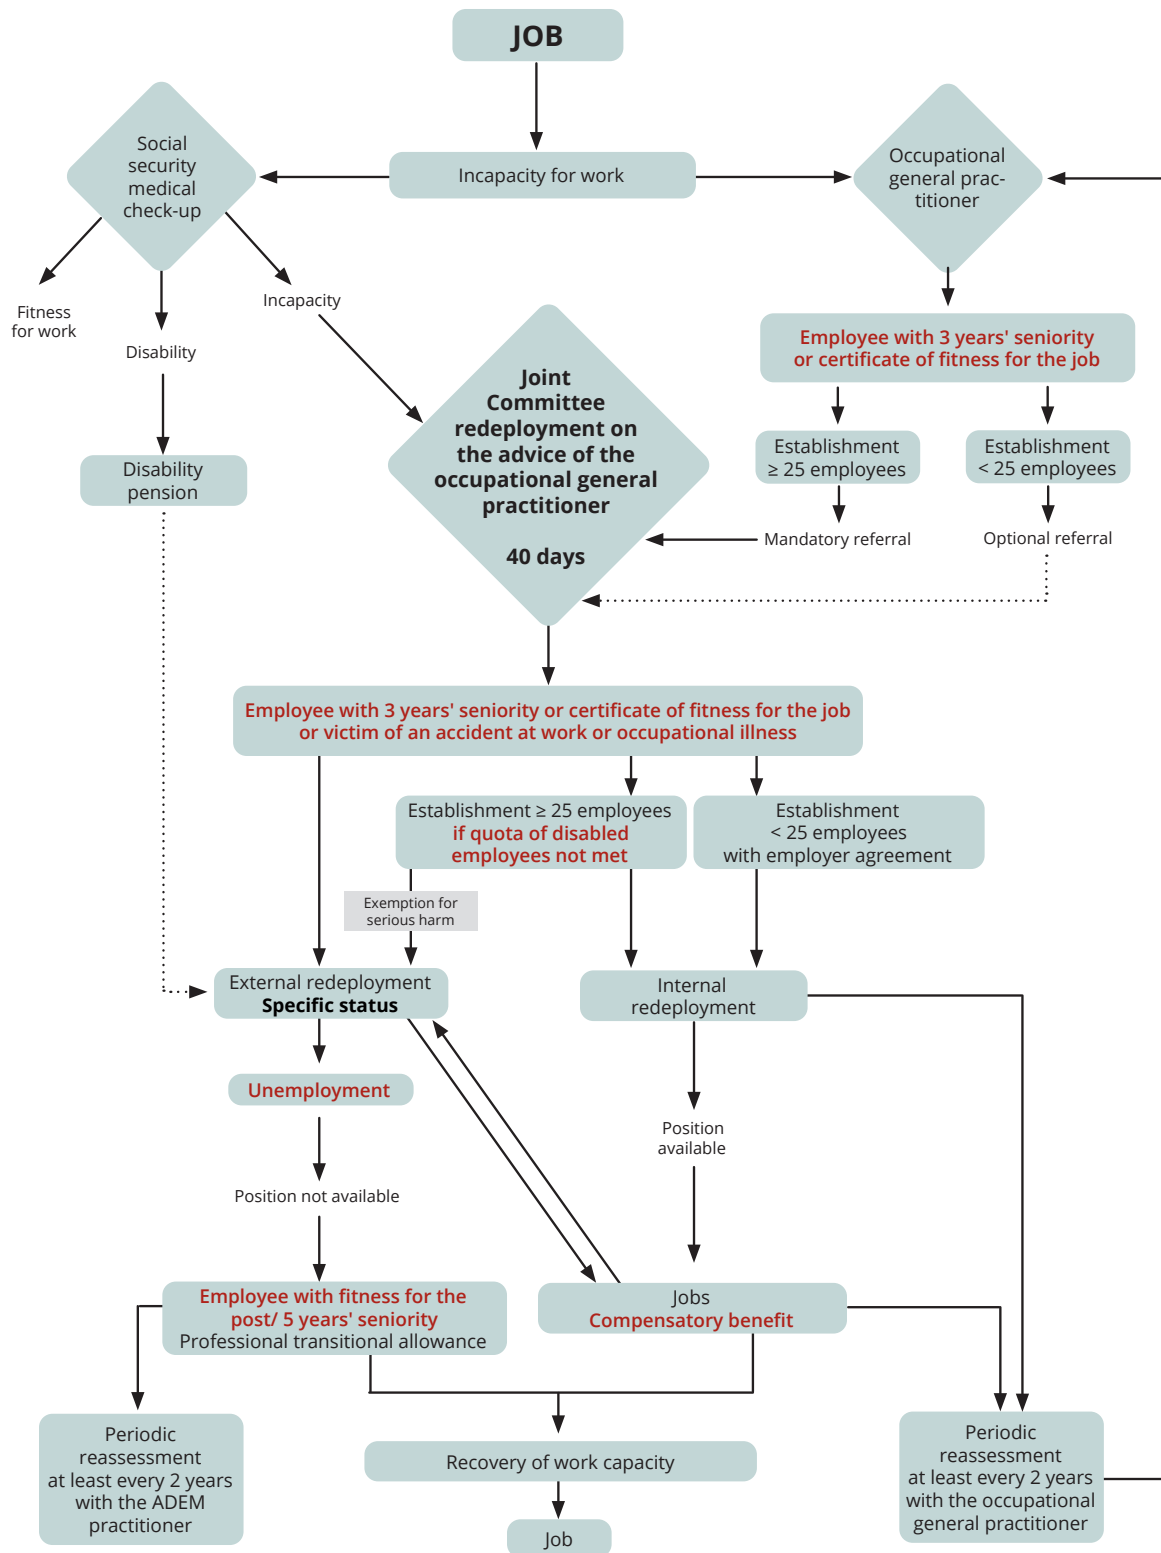 JOB
Social
security
medical
check-up
Incapacity for work
Occupational
general prac-
titioner
Fitness
for work
Disability
Incapacity
Employee with 3 years' seniority
or certificate of fitness for the job
Joint
Committee
redeployment on
the advice of the
occupational general
practitioner
40 days
Disability
pension
Establishment
≥ 25 employees
Establishment
< 25 employees
Mandatory referral
Optional referral
Employee with 3 years' seniority or certificate of fitness for the job
or victim of an accident at work or occupational illness
Establishment ≥ 25 employees
if quota of disabled
employees not met
Establishment
< 25 employees
with employer agreement
Exemption for
serious harm
External redeployment
Specific status
Internal
redeployment
Unemployment
Position
available
Position not available
Employee with fitness for the
post/ 5 years' seniority
Professional transitional allowance
Jobs
Compensatory benefit
Periodic
reassessment
at least every 2 years
with the ADEM
practitioner
Recovery of work capacity
Job
Periodic
reassessment
at least every 2 years
with the occupational
general practitioner